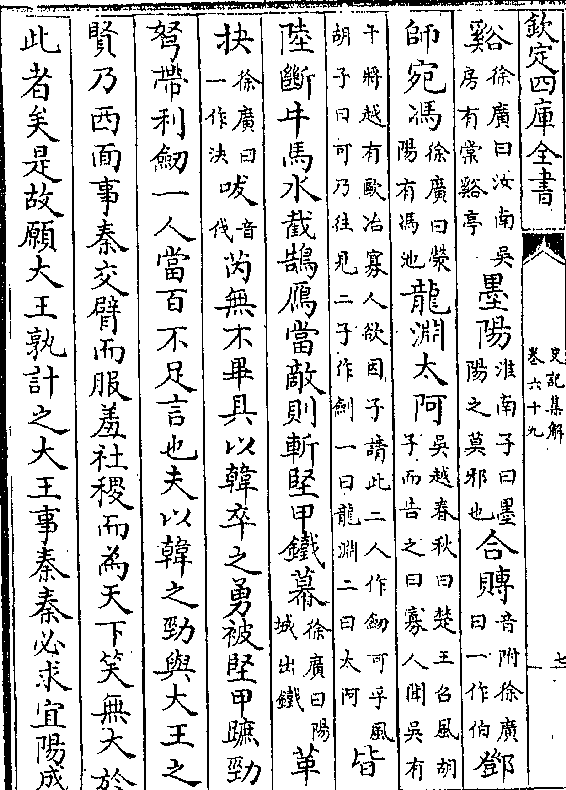 欽定四庫全書
史記集解
卷六十九
七
谿徐廣曰汝南吳房有棠谿亭墨陽淮南子曰墨陽之莫邪也合賻音附徐廣曰一作伯鄧
師宛馮徐廣曰滎陽有馮池龍淵太阿吳越春秋曰楚王召風胡子而告之曰寡人聞吳有
干將越有歐冶寡人欲因子請此二人作劒可乎風胡子曰可乃往見二子作劍一曰龍淵二曰太阿皆
陸斷牛馬水截鵠鴈當敵則斬堅甲鐵幕徐廣曰陽城出鐵革
抉徐廣曰一作決㕹音伐芮無不畢具以韓卒之勇被堅甲蹠勁
弩帶利劒一人當百不足言也夫以韓之勁與大王之
賢乃西面事秦交臂而服羞社稷而為天下笑無大於
此者矣是故願大王孰計之大王事秦秦必求宜陽成